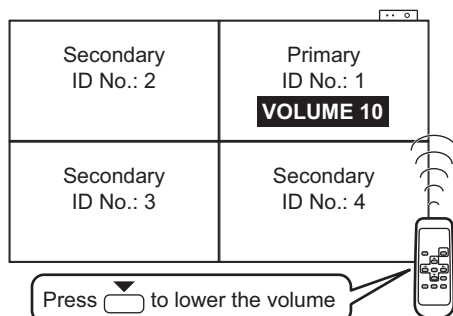 Secondary
ID No.: 2
Primary
ID No.: 1
VOLUME 10
Secondary
ID No.: 3
Secondary
ID No.: 4
Press to lower the volume